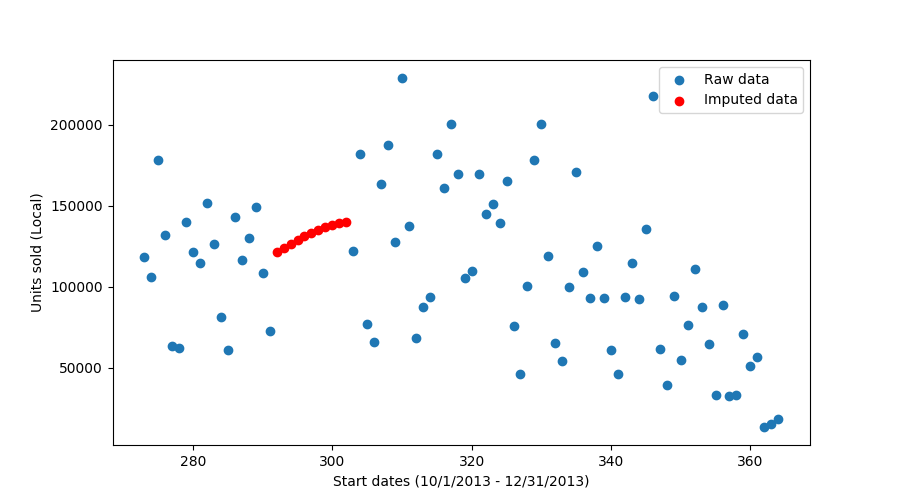 Raw data
Imputed data
200000
150000
100000
50000
Units sold (Local)
280
300
320
340
360
Start dates (10/1/2013 - 12/31/2013)